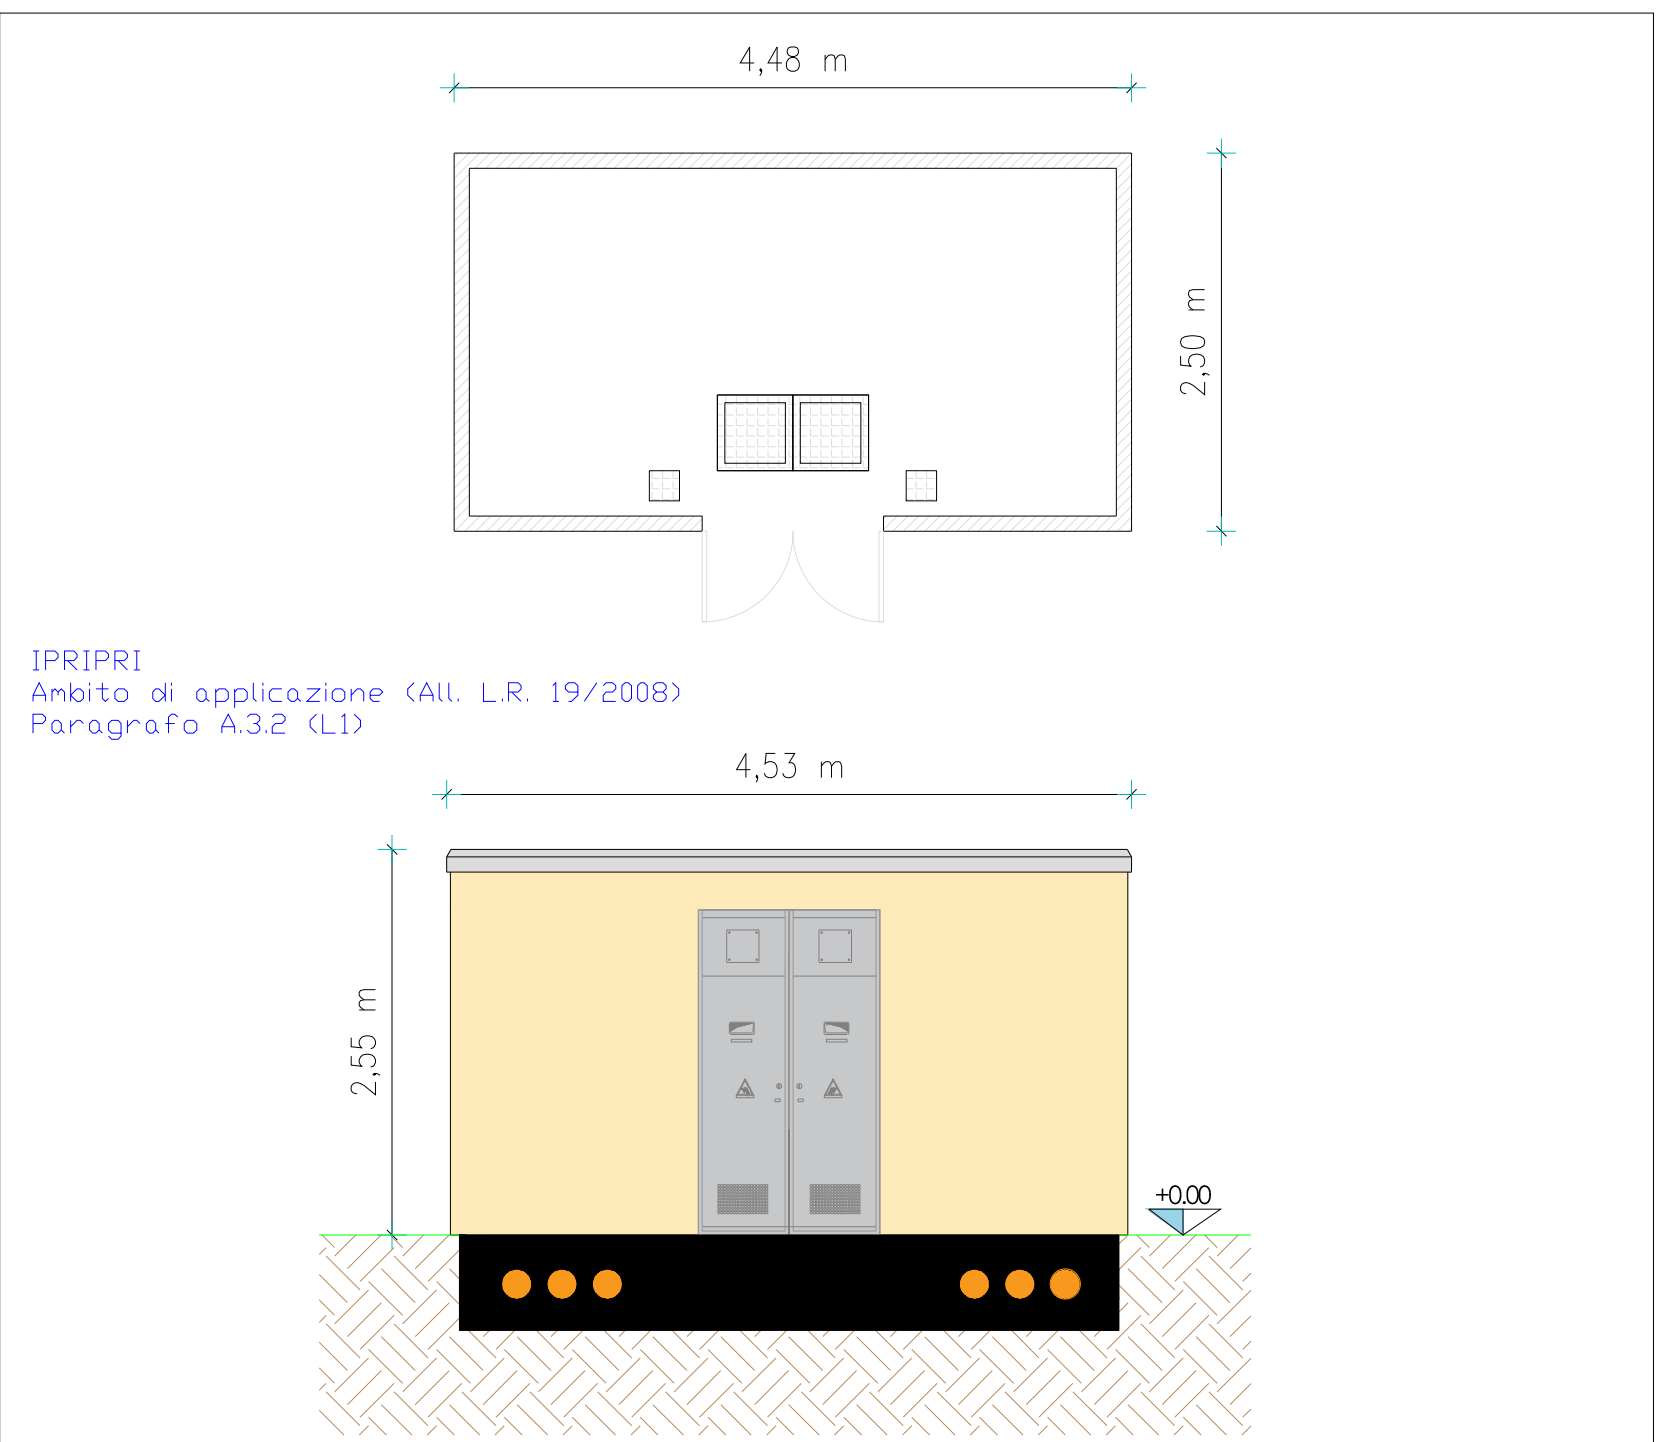 4,48 m
2,50 m
IPRIPRI
Ambito di applicazione (All. L.R. 19/2008)
Paragrafo A.3.2 (L1)
4,53 m
2,55 m
+0.00